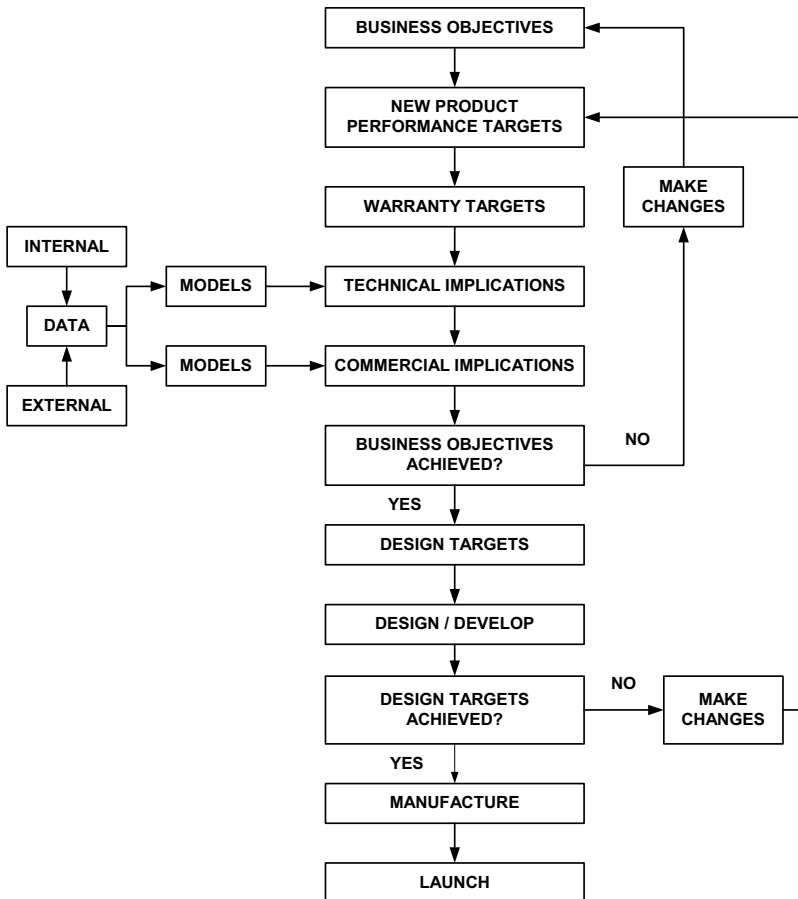 BUSINESS OBJECTIVES
NEW PRODUCT
PERFORMANCE TARGETS
MAKE
CHANGES
WARRANTY TARGETS
INTERNAL
MODELS
TECHNICAL IMPLICATIONS
DATA
MODELS
COMMERCIAL IMPLICATIONS
EXTERNAL
BUSINESS OBJECTIVES
ACHIEVED?
NO
YES
DESIGN TARGETS
DESIGN / DEVELOP
DESIGN TARGETS
ACHIEVED?
NO
MAKE
CHANGES
YES
MANUFACTURE
LAUNCH